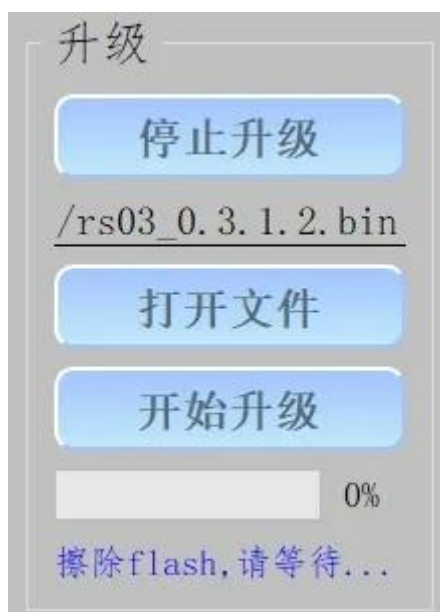 升级
停止升级
/rs03_0.3.1.2.bin
打开文件
开始升级
0%
擦除flash,请等待...